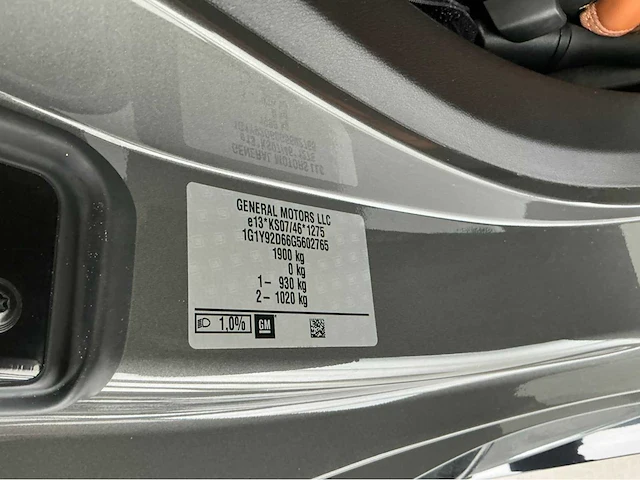 GENERAL MOTORS LLC
e13*KS07/46*1275
1G1Y92D66G5602765
1900 kg
0 kg
1– 930 kg
2– 1020 kg
1,0% GM